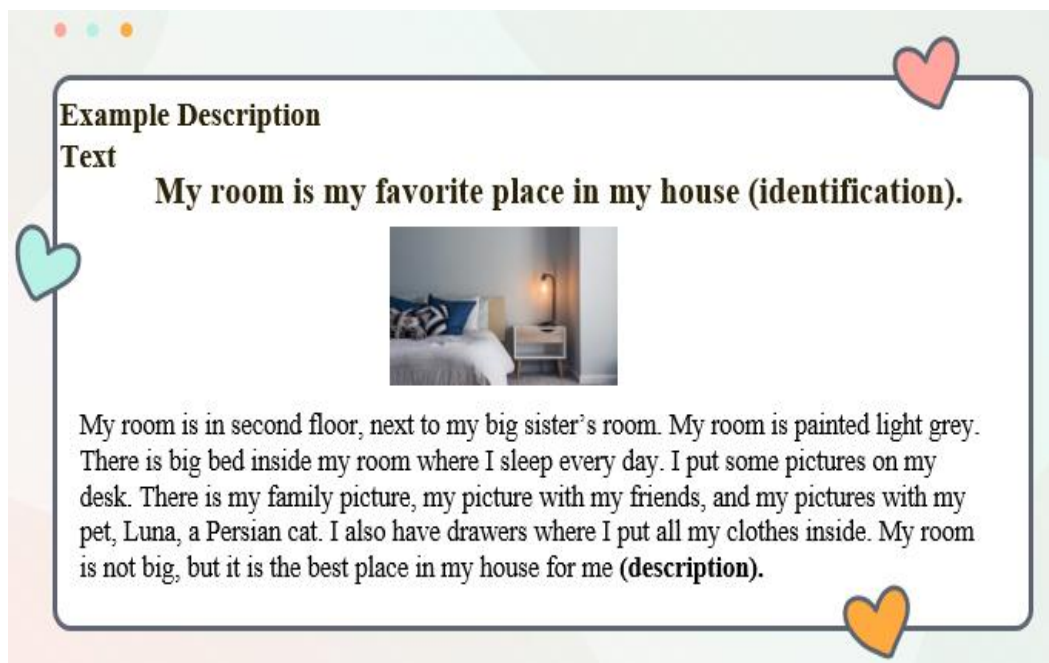 Example Description
Text
My room is my favorite place in my house (identification).
My room is in second floor, next to my big sister’s room. My room is painted light grey.
There is big bed inside my room where I sleep every day. I put some pictures on my
desk. There is my family picture, my picture with my friends, and my pictures with my
pet, Luna, a Persian cat. I also have drawers where I put all my clothes inside. My room
is not big, but it is the best place in my house for me (description).